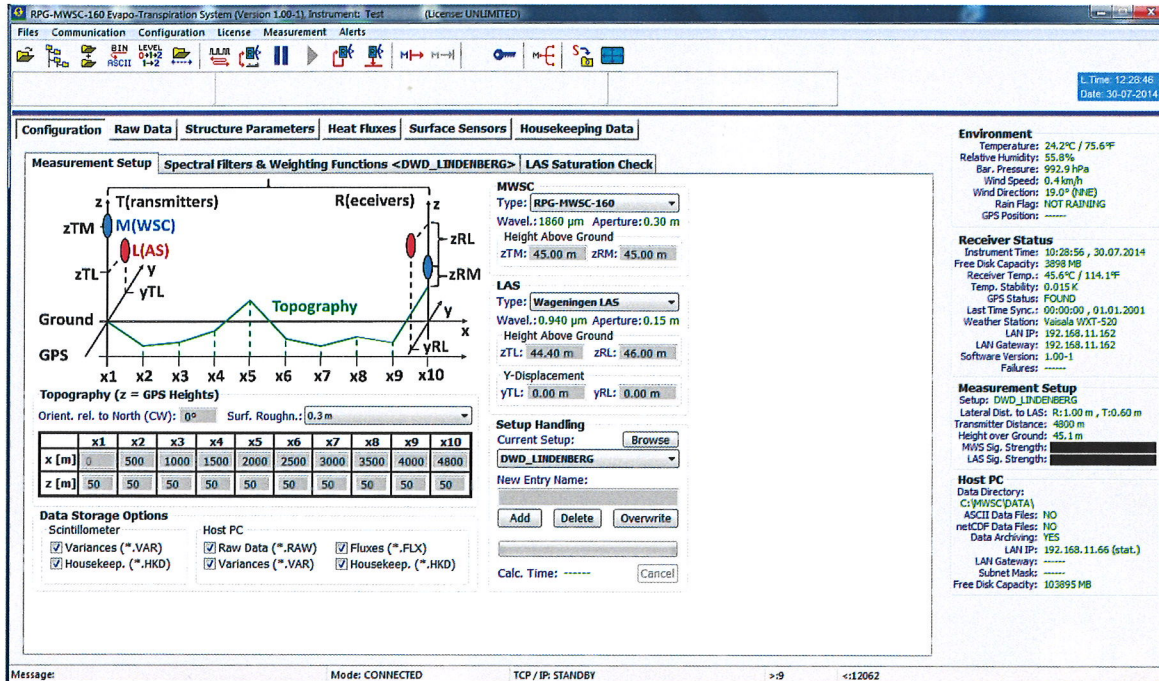 RPG-MWSC-160 Evapo-Transpiration System (Version 1.00-1), Instrument: Test (License: UNLIMITED)
Files Communication Configuration License Measurement Alerts
BIN ASCII LEVEL 0+1+2 1→2
L.Time: 12:28:46
Date: 30-07-2014
Configuration Raw Data Structure Parameters Heat Fluxes Surface Sensors Housekeeping Data
Measurement Setup Spectral Filters & Weighting Functions <DWD_LINDENBERG> LAS Saturation Check
z T(ransmitters) R(eceivers) z
zTM M(WSC) zRL
L(AS)
zTL y zRM
yTL Topography y
Ground x
yRL
GPS
x1 x2 x3 x4 x5 x6 x7 x8 x9 x10
Topography (z = GPS Heights)
Orient. rel. to North (CW): 0° Surf. Roughn.: 0.3 m
x1 x2 x3 x4 x5 x6 x7 x8 x9 x10
x [m] 0 500 1000 1500 2000 2500 3000 3500 4000 4800
z [m] 50 50 50 50 50 50 50 50 50 50
Data Storage Options
Scintillometer Host PC
Variances (*.VAR) Raw Data (*.RAW) Fluxes (*.FLX)
Housekeep. (*.HKD) Variances (*.VAR) Housekeep. (*.HKD)
MWSC
Type: RPG-MWSC-160
Wavel.: 1860 µm Aperture: 0.30 m
Height Above Ground
zTM: 45.00 m zRM: 45.00 m
LAS
Type: Wageningen LAS
Wavel.: 0.940 µm Aperture: 0.15 m
Height Above Ground
zTL: 44.40 m zRL: 46.00 m
Y-Displacement
yTL: 0.00 m yRL: 0.00 m
Setup Handling
Current Setup: Browse
DWD_LINDENBERG
New Entry Name:
Add Delete Overwrite
Calc. Time: ------ Cancel
Environment
Temperature: 24.2°C / 75.6°F
Relative Humidity: 55.8%
Bar. Pressure: 992.9 hPa
Wind Speed: 0.4 km/h
Wind Direction: 19.0° (NNE)
Rain Flag: NOT RAINING
GPS Position: ------
Receiver Status
Instrument Time: 10:28:56 , 30.07.2014
Free Disk Capacity: 3898 MB
Receiver Temp.: 45.6°C / 114.1°F
Temp. Stability: 0.015 K
GPS Status: FOUND
Last Time Sync.: 00:00:00 , 01.01.2001
Weather Station: Vaisala WXT-520
LAN IP: 192.168.11.162
LAN Gateway: 192.168.11.162
Software Version: 1.00-1
Failures: ------
Measurement Setup
Setup: DWD_LINDENBERG
Lateral Dist. to LAS: R:1.00 m , T:0.60 m
Transmitter Distance: 4800 m
Height over Ground: 45.1 m
MWS Sig. Strength:
LAS Sig. Strength:
Host PC
Data Directory:
C:\MWSC\DATA\
ASCII Data Files: NO
netCDF Data Files: NO
Data Archiving: YES
LAN IP: 192.168.11.66 (stat.)
LAN Gateway: ------
Subnet Mask: ------
Free Disk Capacity: 103895 MB
Message: Mode: CONNECTED TCP / IP: STANDBY >:9 <:12062